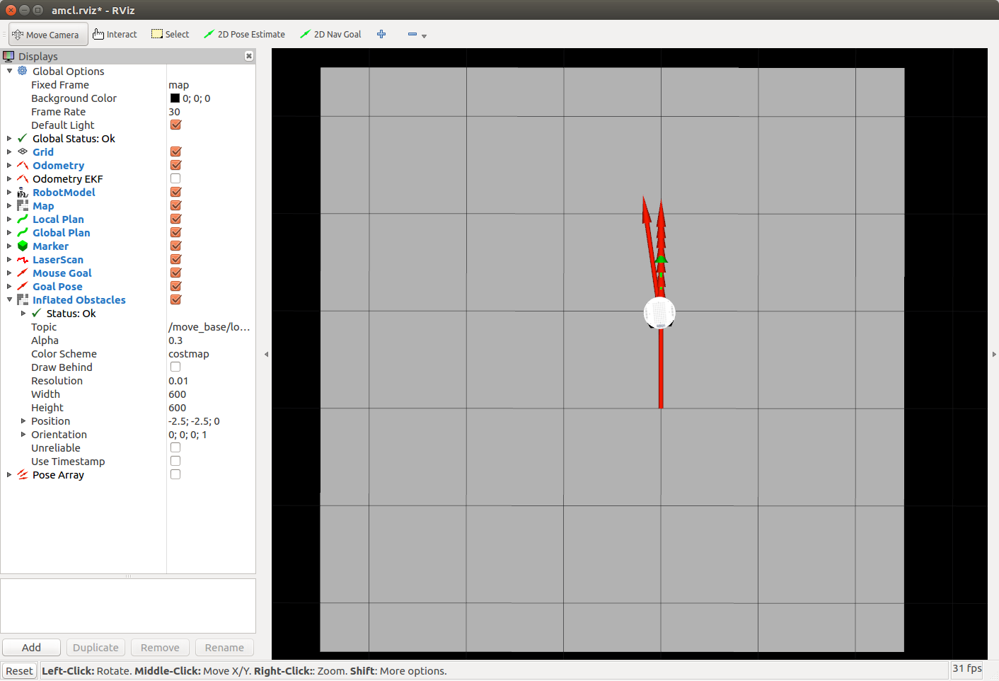 amcl.rviz* - RViz
Move Camera Interact Select 2D Pose Estimate 2D Nav Goal
Displays
Global Options
Fixed Frame map
Background Color 0; 0; 0
Frame Rate 30
Default Light
Global Status: Ok
Grid
Odometry
Odometry EKF
RobotModel
Map
Local Plan
Global Plan
Marker
LaserScan
Mouse Goal
Goal Pose
Inflated Obstacles
Status: Ok
Topic /move_base/lo...
Alpha 0.3
Color Scheme costmap
Draw Behind
Resolution 0.01
Width 600
Height 600
Position -2.5; -2.5; 0
Orientation 0; 0; 0; 1
Unreliable
Use Timestamp
Pose Array
Add Duplicate Remove Rename
Reset Left-Click: Rotate. Middle-Click: Move X/Y. Right-Click:: Zoom. Shift: More options. 31 fps